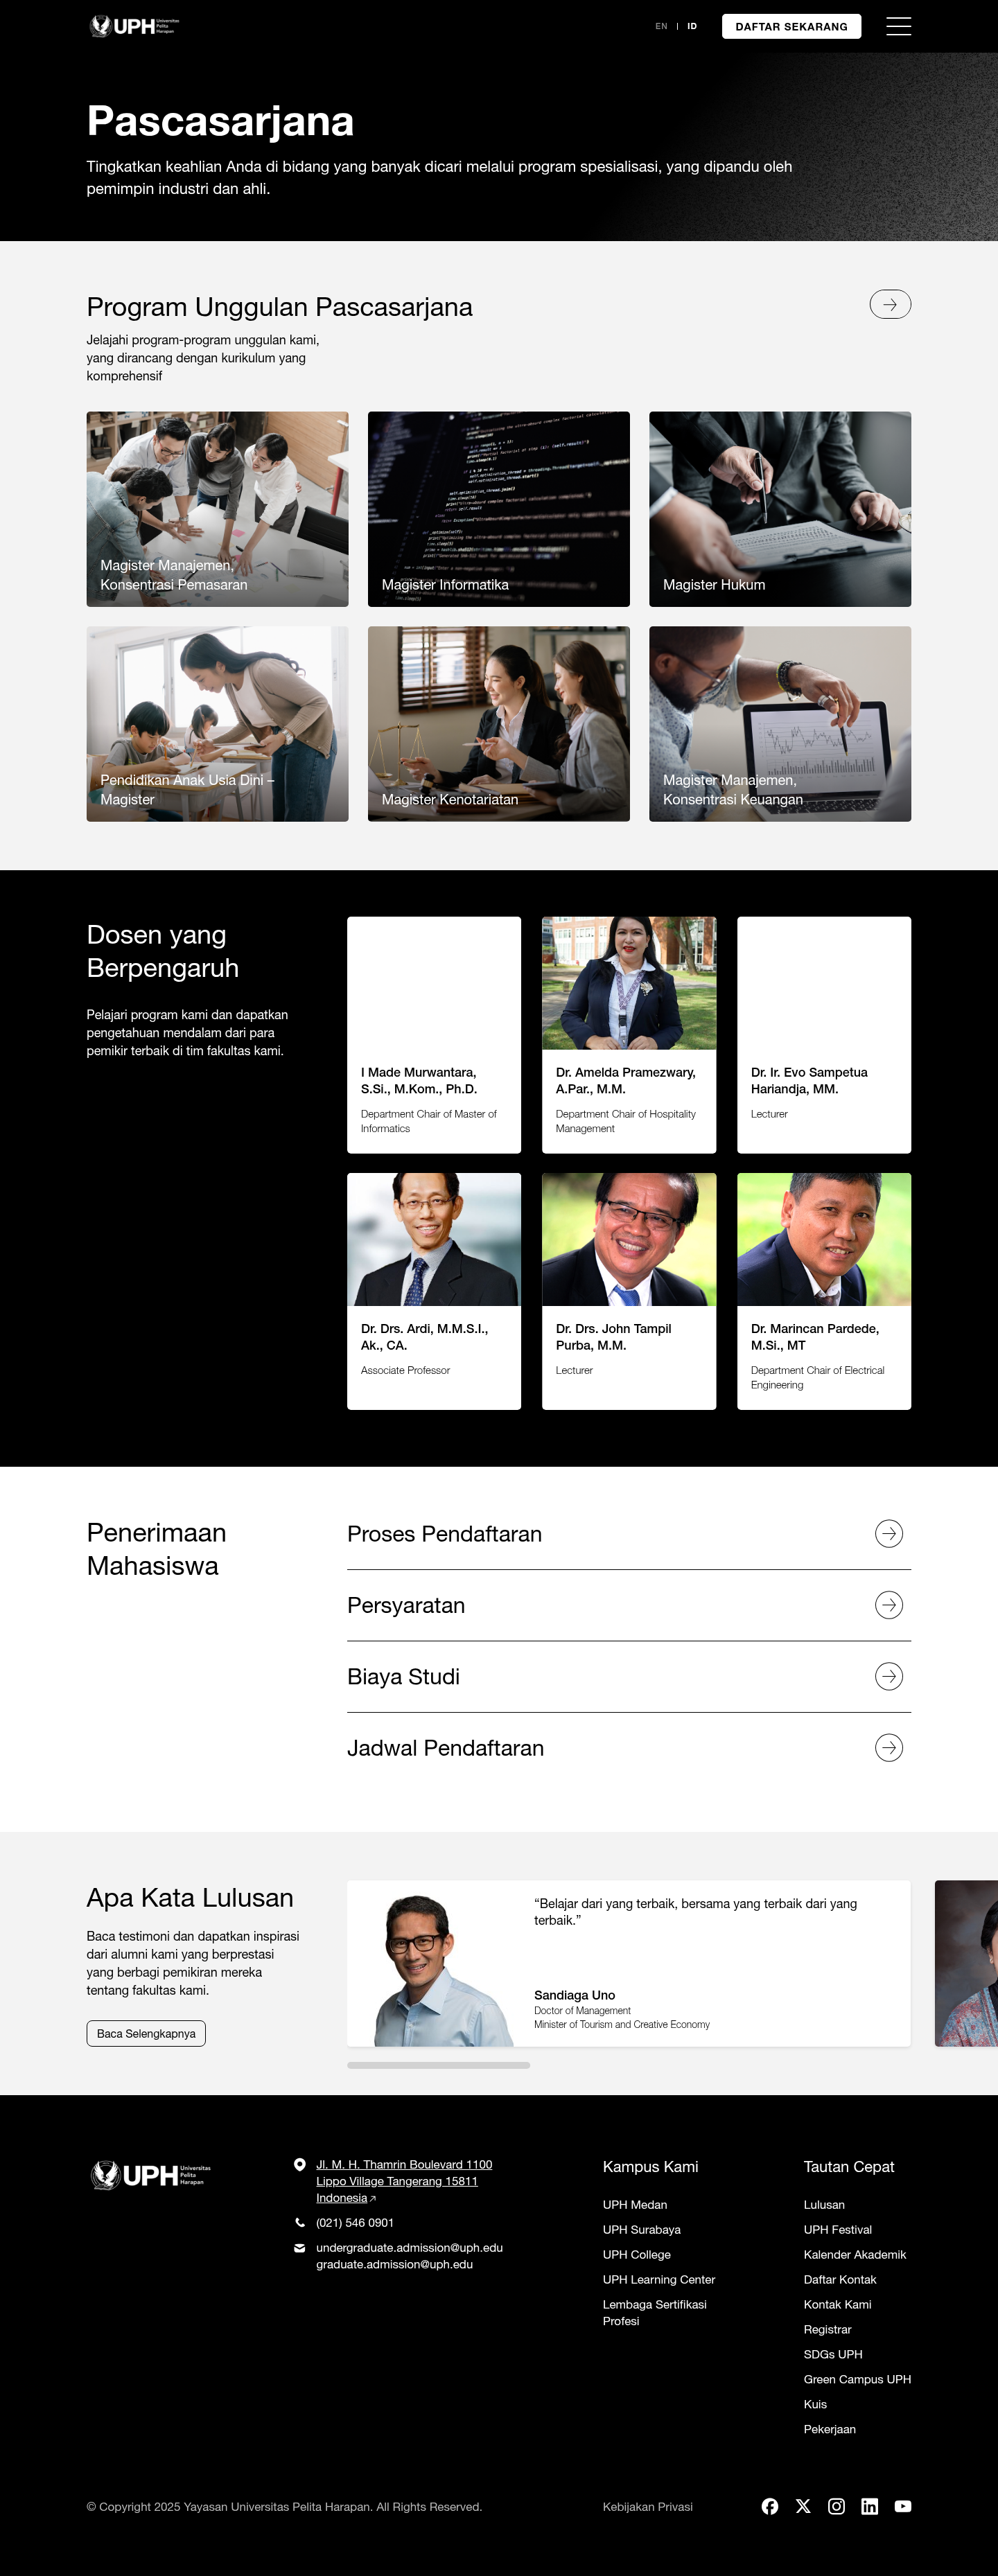 UPH Universitas
Pelita
Harapan
EN | ID
DAFTAR SEKARANG
Pascasarjana
Tingkatkan keahlian Anda di bidang yang banyak dicari melalui program spesialisasi, yang dipandu oleh
pemimpin industri dan ahli.
Program Unggulan Pascasarjana
Jelajahi program-program unggulan kami,
yang dirancang dengan kurikulum yang
komprehensif
Magister Manajemen,
Konsentrasi Pemasaran
Magister Informatika
Magister Hukum
Pendidikan Anak Usia Dini –
Magister
Magister Kenotariatan
Magister Manajemen,
Konsentrasi Keuangan
Dosen yang
Berpengaruh
Pelajari program kami dan dapatkan
pengetahuan mendalam dari para
pemikir terbaik di tim fakultas kami.
I Made Murwantara,
S.Si., M.Kom., Ph.D.
Department Chair of Master of
Informatics
Dr. Amelda Pramezwary,
A.Par., M.M.
Department Chair of Hospitality
Management
Dr. Ir. Evo Sampetua
Hariandja, MM.
Lecturer
Dr. Drs. Ardi, M.M.S.I.,
Ak., CA.
Associate Professor
Dr. Drs. John Tampil
Purba, M.M.
Lecturer
Dr. Marincan Pardede,
M.Si., MT
Department Chair of Electrical
Engineering
Penerimaan
Mahasiswa
Proses Pendaftaran
Persyaratan
Biaya Studi
Jadwal Pendaftaran
Apa Kata Lulusan
Baca testimoni dan dapatkan inspirasi
dari alumni kami yang berprestasi
yang berbagi pemikiran mereka
tentang fakultas kami.
Baca Selengkapnya
“Belajar dari yang terbaik, bersama yang terbaik dari yang
terbaik.”
Sandiaga Uno
Doctor of Management
Minister of Tourism and Creative Economy
UPH Universitas
Pelita
Harapan
Jl. M. H. Thamrin Boulevard 1100
Lippo Village Tangerang 15811
Indonesia
(021) 546 0901
undergraduate.admission@uph.edu
graduate.admission@uph.edu
Kampus Kami
UPH Medan
UPH Surabaya
UPH College
UPH Learning Center
Lembaga Sertifikasi
Profesi
Tautan Cepat
Lulusan
UPH Festival
Kalender Akademik
Daftar Kontak
Kontak Kami
Registrar
SDGs UPH
Green Campus UPH
Kuis
Pekerjaan
© Copyright 2025 Yayasan Universitas Pelita Harapan. All Rights Reserved.
Kebijakan Privasi